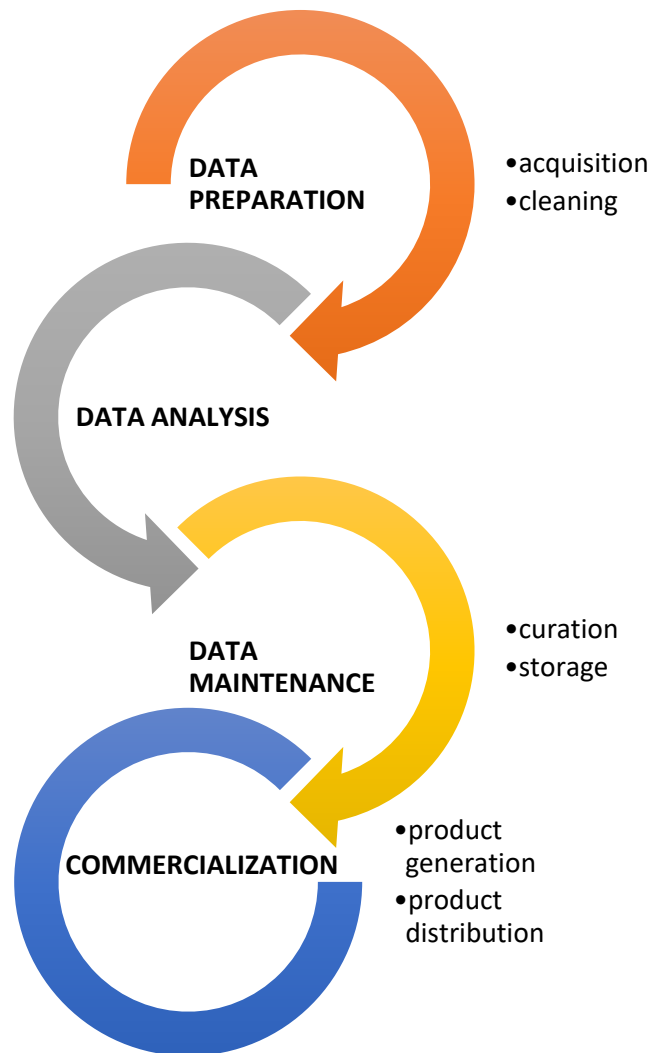 DATA
PREPARATION
•acquisition
•cleaning
DATA ANALYSIS
DATA
MAINTENANCE
•curation
•storage
COMMERCIALIZATION
•product
generation
•product
distribution